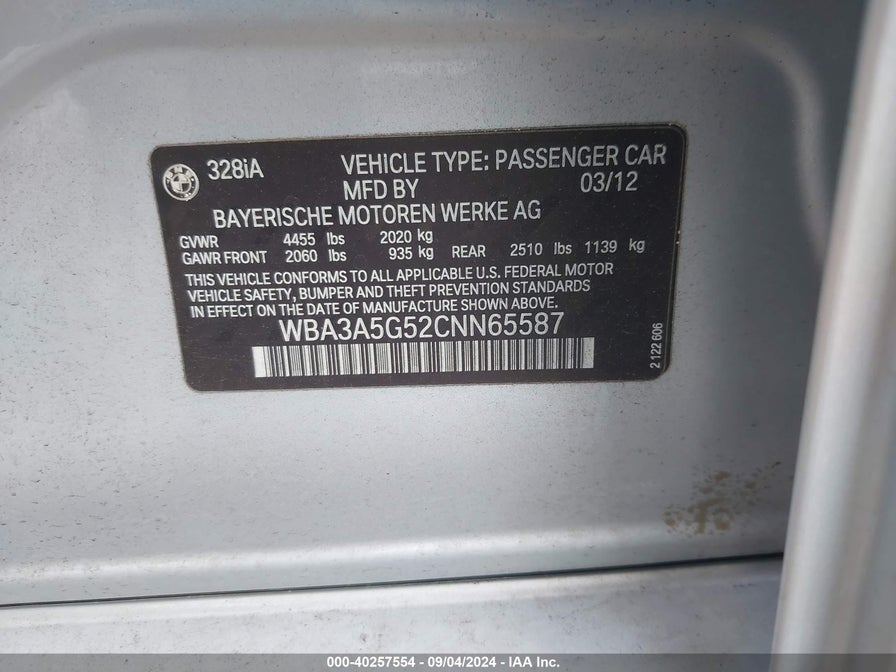 328iA VEHICLE TYPE: PASSENGER CAR
MFD BY 03/12
BAYERISCHE MOTOREN WERKE AG
GVWR 4455 lbs 2020 kg
GAWR FRONT 2060 lbs 935 kg REAR 2510 lbs 1139 kg
THIS VEHICLE CONFORMS TO ALL APPLICABLE U.S. FEDERAL MOTOR
VEHICLE SAFETY, BUMPER AND THEFT PREVENTION STANDARDS
IN EFFECT ON THE DATE OF MANUFACTURE SHOWN ABOVE.
WBA3A5G52CNN65587
2 122 606
000-40257554 - 09/04/2024 - IAA Inc.